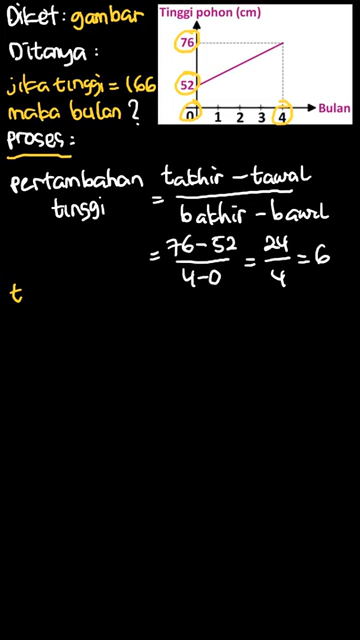 Diket: gambar
Ditanya:
jika tinggi = 166
maka bulan?
Proses:
Tinggi pohon (cm)
76
52
0 1 2 3 4
Bulan
pertambahan tinggi = takhir - tawal / bakhir - bawal
= 76 - 52 / 4 - 0 = 24 / 4 = 6
t